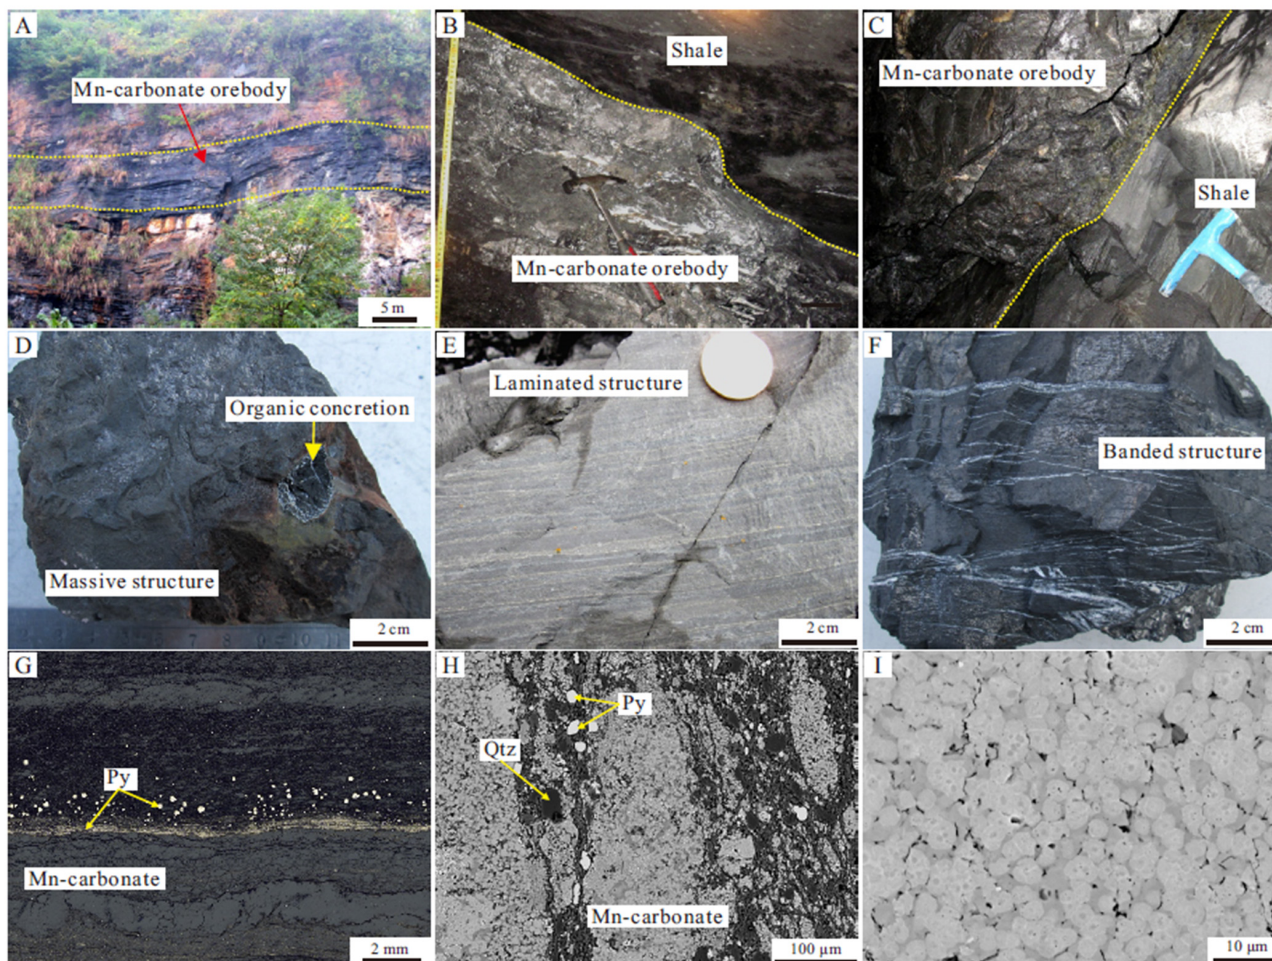 A
Mn-carbonate orebody
5 m
B
Shale
Mn-carbonate orebody
C
Mn-carbonate orebody
Shale
D
Organic concretion
Massive structure
2 cm
E
Laminated structure
2 cm
F
Banded structure
2 cm
G
Py
Mn-carbonate
2 mm
H
Py
Qtz
Mn-carbonate
100 µm
I
10 µm